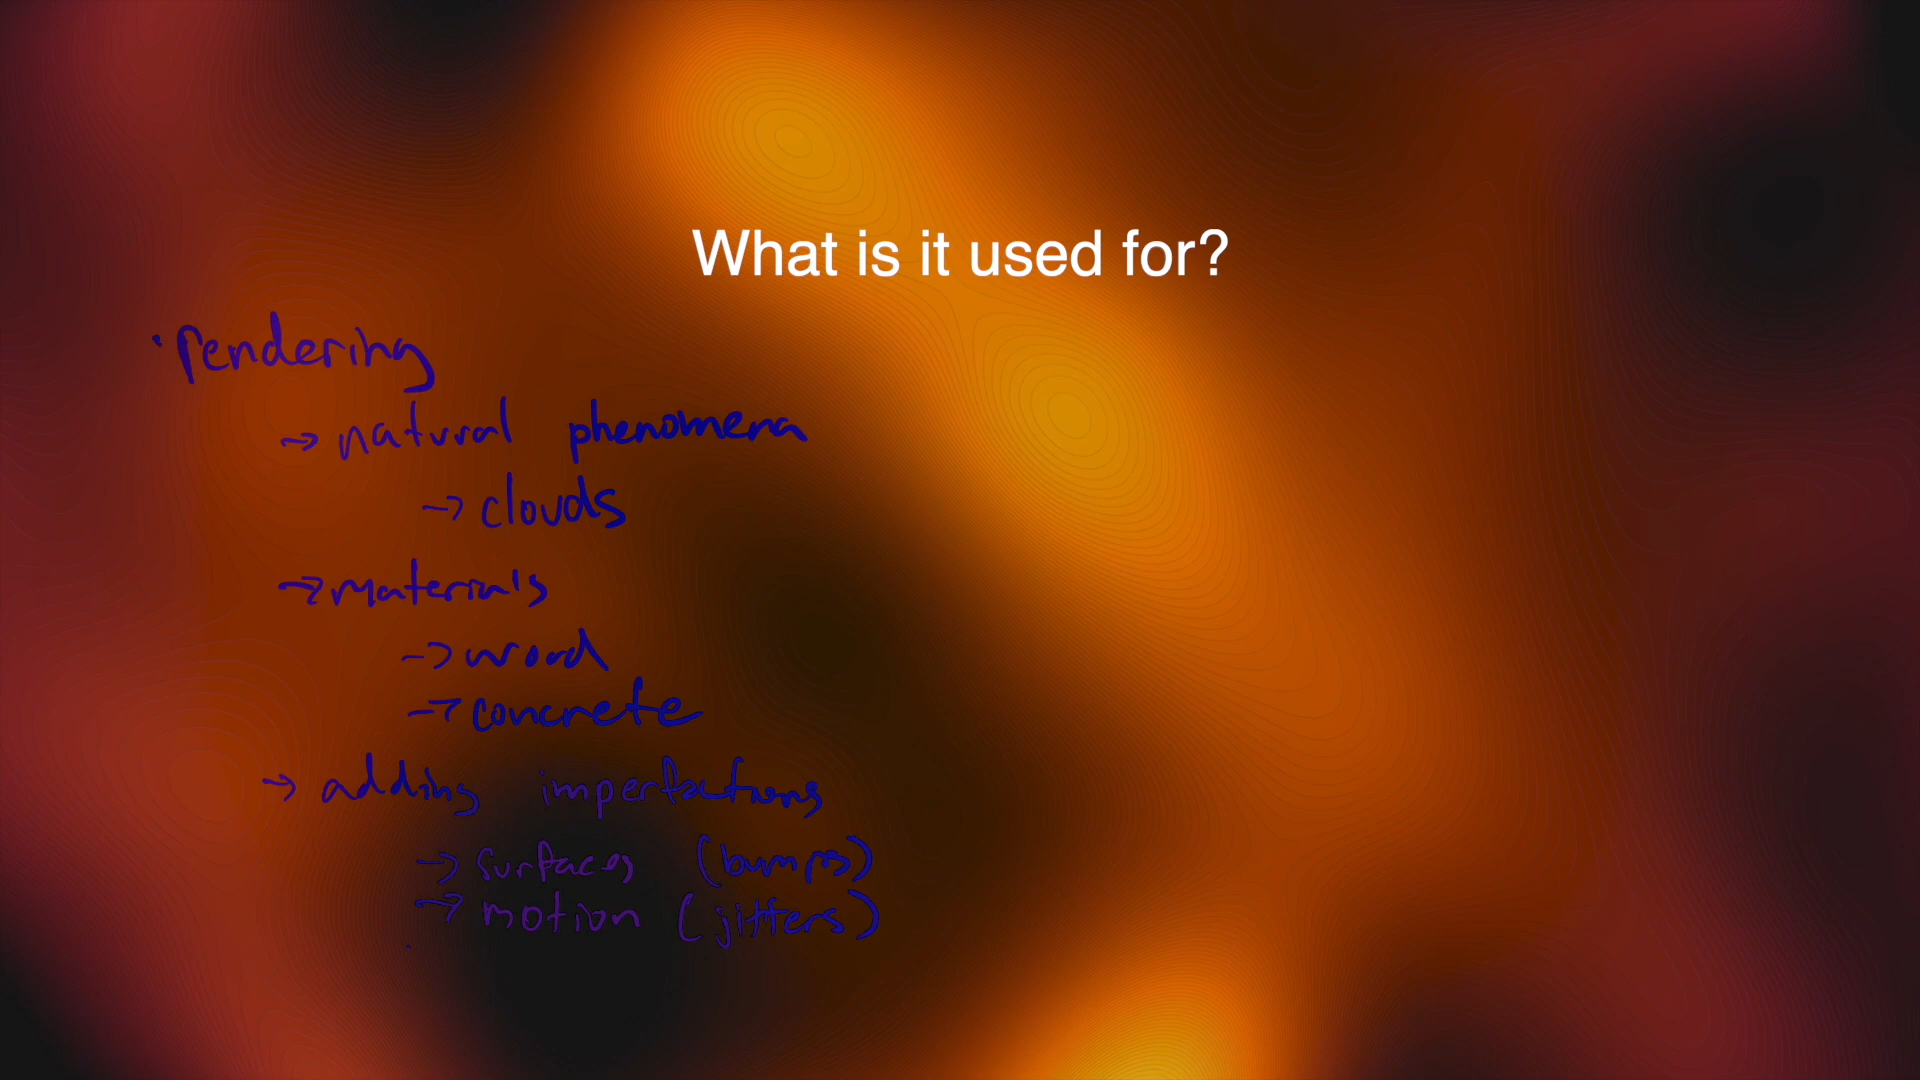 What is it used for?
· rendering
→ natural phenomena
→ clouds
→ materials
→ wood
→ concrete
→ adding imperfections
→ surfaces (bumps)
→ motion (jitters)